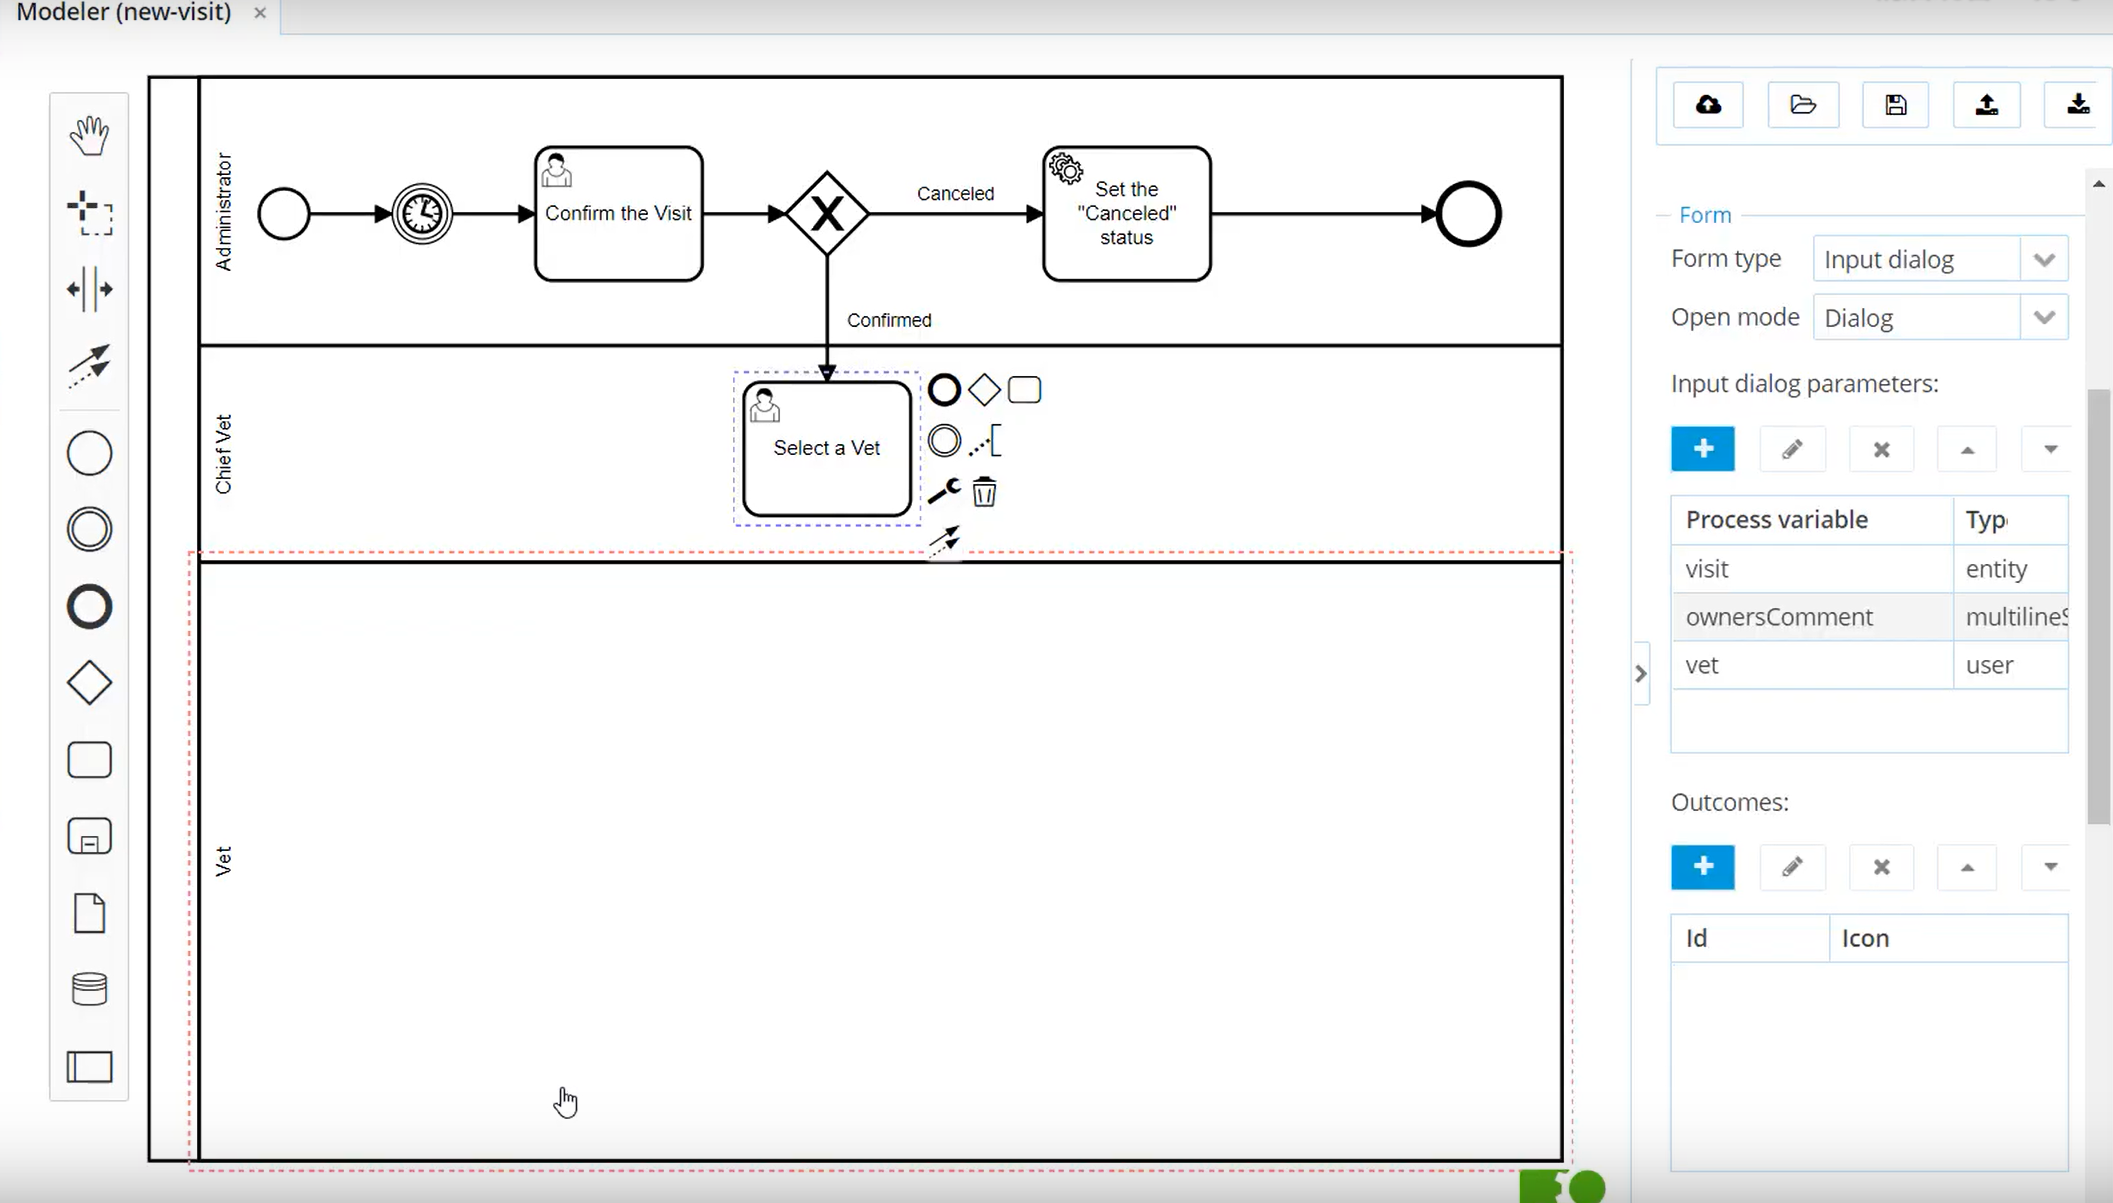 Modeler (new-visit)
Administrator
Confirm the Visit
Canceled
Set the
"Canceled"
status
Confirmed
Chief Vet
Select a Vet
Vet
Form
Form type
Input dialog
Open mode
Dialog
Input dialog parameters:
Process variable
visit
entity
ownersComment
vet
user
Outcomes:
Id
Icon